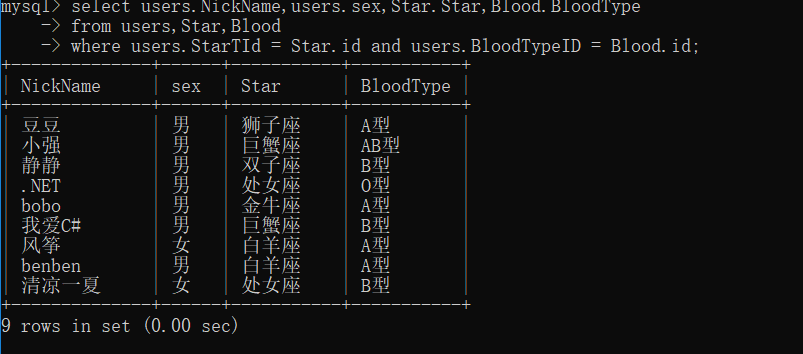 mysql> select users.NickName,users.sex,Star.Star,Blood.BloodType
    -> from users,Star,Blood
    -> where users.StarTId = Star.id and users.BloodTypeID = Blood.id;
+--------------+------+-----------+-----------+
| NickName     | sex  | Star      | BloodType |
+--------------+------+-----------+-----------+
| 豆豆         | 男   | 狮子座    | A型       |
| 小强         | 男   | 巨蟹座    | AB型      |
| 静静         | 男   | 双子座    | B型       |
| .NET         | 男   | 处女座    | O型       |
| bobo         | 男   | 金牛座    | A型       |
| 我爱C#       | 男   | 巨蟹座    | B型       |
| 风筝         | 女   | 白羊座    | A型       |
| benben       | 男   | 白羊座    | A型       |
| 清凉一夏     | 女   | 处女座    | B型       |
+--------------+------+-----------+-----------+
9 rows in set (0.00 sec)